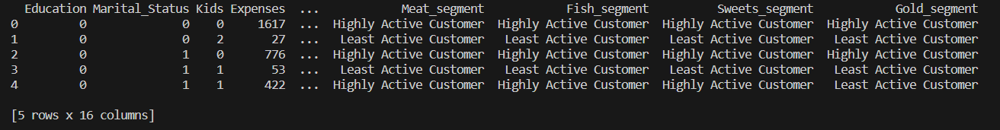 Education Marital_Status Kids Expenses ... Meat_segment Fish_segment Sweets_segment Gold_segment
0 0 0 0 1617 ... Highly Active Customer Highly Active Customer Highly Active Customer Highly Active Customer
1 0 0 2 27 ... Least Active Customer Least Active Customer Least Active Customer Least Active Customer
2 0 1 0 776 ... Highly Active Customer Highly Active Customer Highly Active Customer Highly Active Customer
3 0 1 1 53 ... Least Active Customer Least Active Customer Least Active Customer Least Active Customer
4 0 1 1 422 ... Highly Active Customer Highly Active Customer Highly Active Customer Least Active Customer
[5 rows x 16 columns]